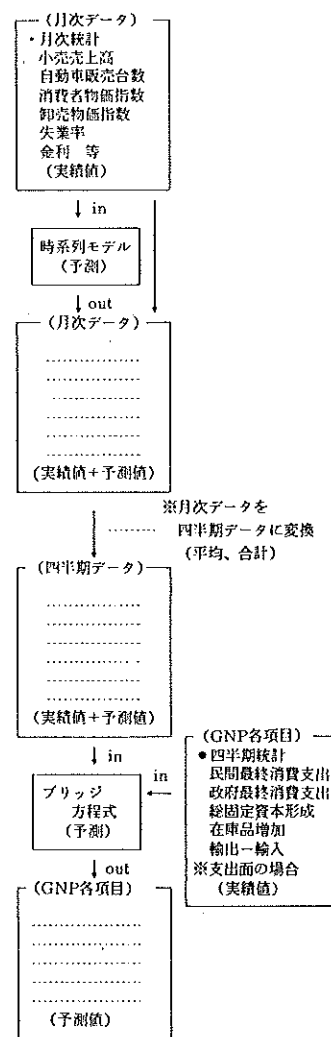 (月次データ)
・月次統計
小売売上高
自動車販売台数
消費者物価指数
卸売物価指数
失業率
金利 等
(実績値)
in
時系列モデル
(予測)
out
(月次データ)
(実績値+予測値)
※月次データを
四半期データに変換
(平均、合計)
(四半期データ)
(実績値+予測値)
(GNP各項目)
●四半期統計
民間最終消費支出
政府最終消費支出
総固定資本形成
在庫品増加
輸出ー輸入
※支出面の場合
(実績値)
in
in
ブリッジ
方程式
(予測)
out
(GNP各項目)
(予測値)